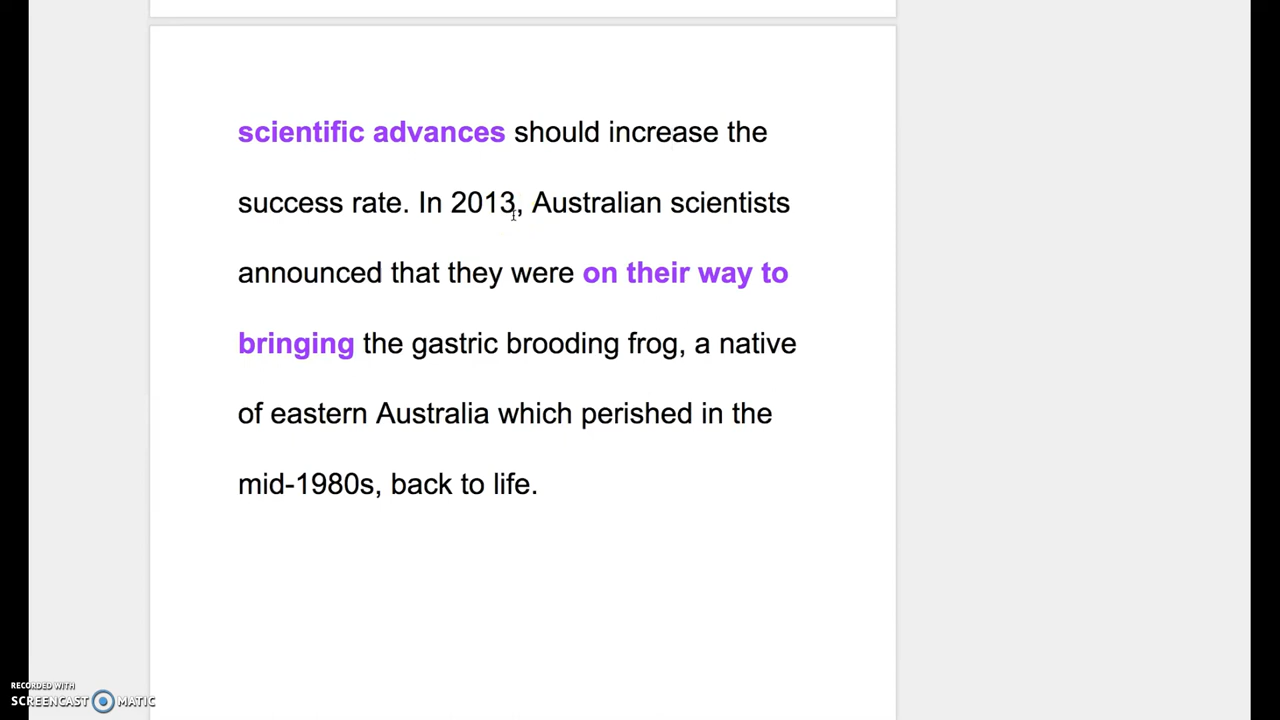 scientific advances should increase the
success rate. In 2013, Australian scientists
announced that they were on their way to
bringing the gastric brooding frog, a native
of eastern Australia which perished in the
mid-1980s, back to life.
RECORDED WITH
SCREENCAST MATIC